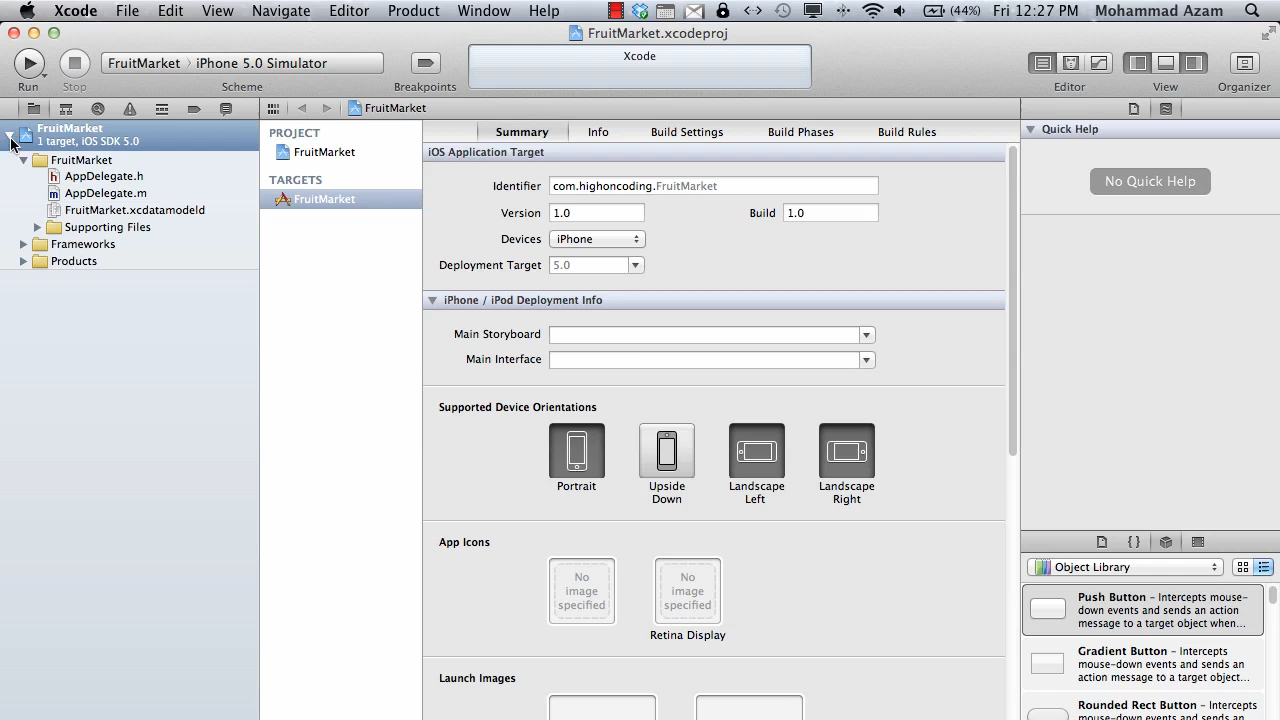 Xcode File Edit View Navigate Editor Product Window Help (44%) Fri 12:27 PM Mohammad Azam
FruitMarket.xcodeproj
FruitMarket iPhone 5.0 Simulator
Xcode
Run Stop Scheme Breakpoints Editor View Organizer
FruitMarket
FruitMarket
1 target, iOS SDK 5.0
FruitMarket
AppDelegate.h
AppDelegate.m
FruitMarket.xcdatamodeld
Supporting Files
Frameworks
Products
PROJECT
FruitMarket
TARGETS
FruitMarket
Summary Info Build Settings Build Phases Build Rules
iOS Application Target
Identifier com.highoncoding.FruitMarket
Version 1.0 Build 1.0
Devices iPhone
Deployment Target 5.0
iPhone / iPod Deployment Info
Main Storyboard
Main Interface
Supported Device Orientations
Portrait
Upside
Down
Landscape
Left
Landscape
Right
App Icons
No
image
specified
No
image
specified
Retina Display
Launch Images
Quick Help
No Quick Help
Object Library
Push Button – Intercepts mouse-
down events and sends an action
message to a target object when...
Gradient Button – Intercepts
mouse-down events and sends an
action message to a target object...
Rounded Rect Button – Intercepts